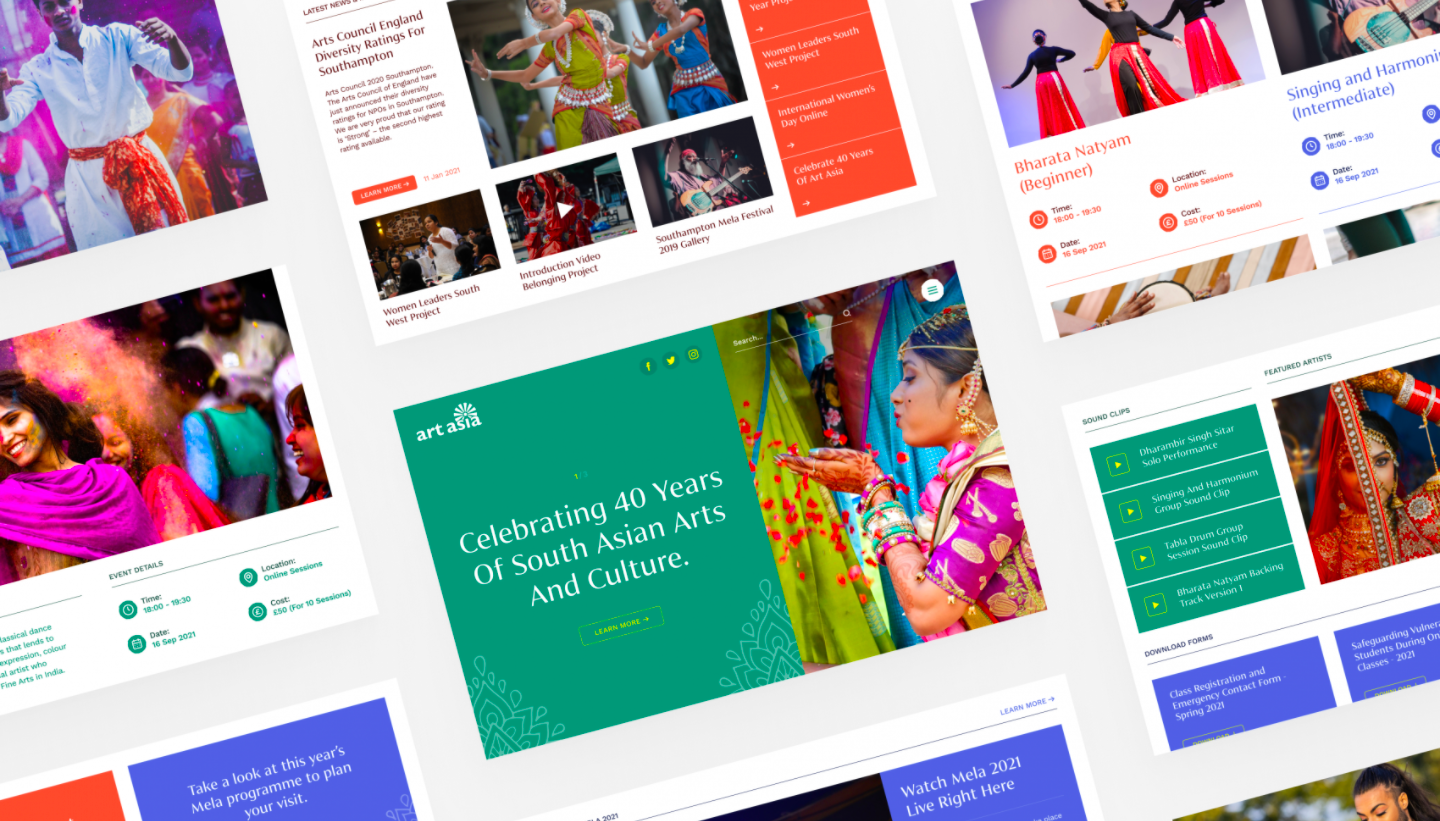 LATEST NEWS &
Arts Council England
Diversity Ratings For
Southampton
Arts Council 2020 Southampton.
The Arts Council of England have
just announced their diversity
ratings for NPOs in Southampton.
We are very proud that our rating
is 'Strong' – the second highest
rating available.
LEARN MORE →
11 Jan 2021
Women Leaders South
West Project
Introduction Video
Belonging Project
Southampton Mela Festival
2019 Gallery
Year Proj
→
Women Leaders South
West Project
→
International Women's
Day Online
→
Celebrate 40 Years
Of Art Asia
→
Bharata Natyam
(Beginner)
Time:
18:00 - 19:30
Location:
Online Sessions
Date:
16 Sep 2021
Cost:
£50 (For 10 Sessions)
Singing and Harmoni
(Intermediate)
Time:
18:00 - 19:30
Date:
16 Sep 2021
EVENT DETAILS
Time:
18:00 - 19:30
Location:
Online Sessions
Date:
16 Sep 2021
Cost:
£50 (For 10 Sessions)
lassical dance
s that lends to
expression, colour
al artist who
Fine Arts in India.
art asia
f
Search...
1/
Celebrating 40 Years
Of South Asian Arts
And Culture.
LEARN MORE →
SOUND CLIPS
Dharambir Singh Sitar
Solo Performance
Singing And Harmonium
Group Sound Clip
Tabla Drum Group
Session Sound Clip
Bharata Natyam Backing
Track Version 1
FEATURED ARTISTS
DOWNLOAD FORMS
Class Registration and
Emergency Contact Form -
Spring 2021
DOWNLOAD
Safeguarding Vulnera
Students During On
Classes - 2021
DOWNLOAD
Take a look at this year's
Mela programme to plan
your visit.
LEARN MORE →
LA 2021
Watch Mela 2021
Live Right Here
place